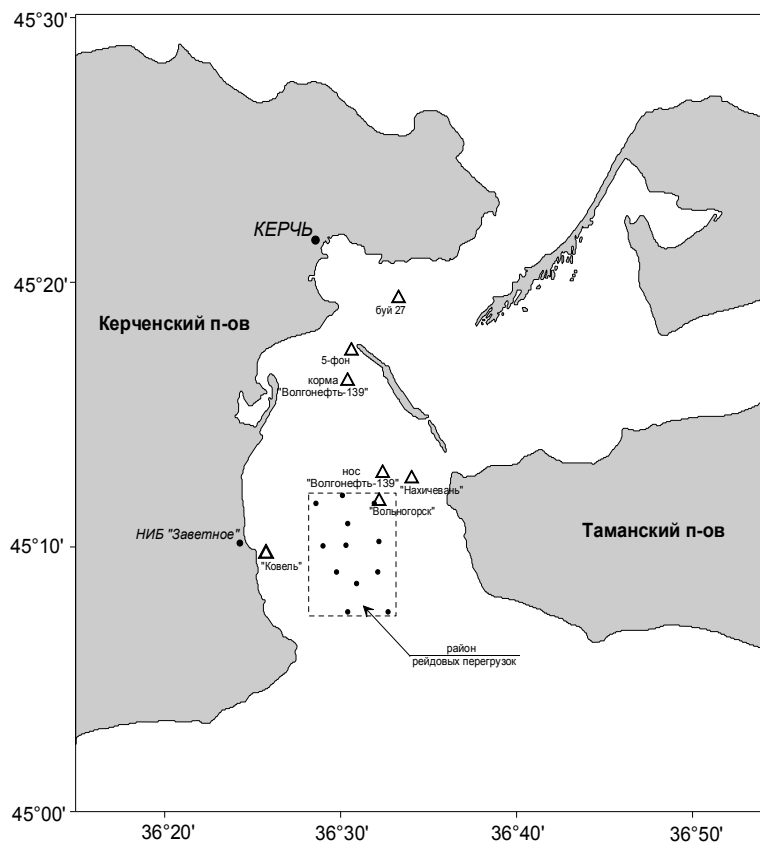 45°30'
КЕРЧЬ
45°20'
буй 27
Керченский п-ов
5-фон
корма
"Волгонефть-139"
нос
"Волгонефть-139"
"Нахичевань"
"Вольногорск"
НИБ "Заветное"
Таманский п-ов
45°10'
"Ковель"
район
рейдовых перегрузок
45°00'
36°20'
36°30'
36°40'
36°50'